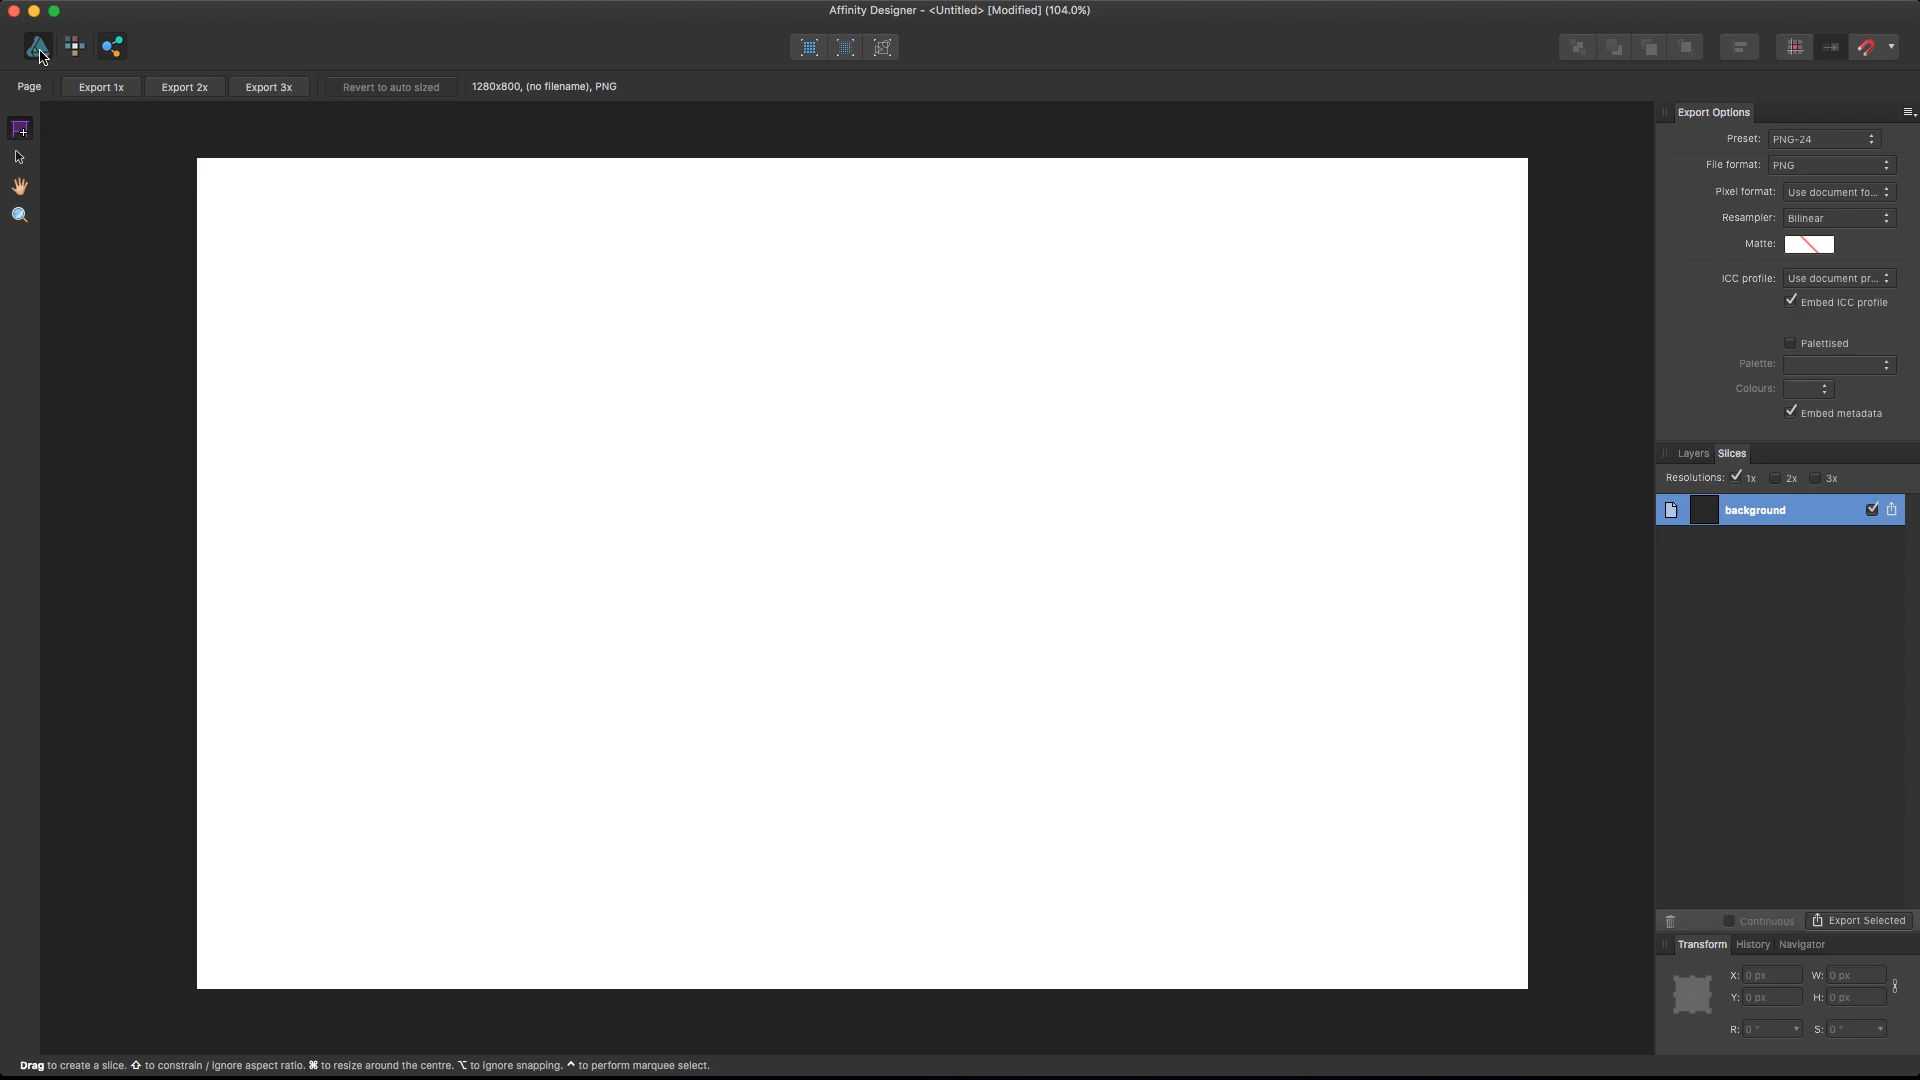 Affinity Designer - <Untitled> [Modified] (104.0%)
Page Export 1x Export 2x Export 3x Revert to auto sized 1280x800, (no filename), PNG
Export Options
Preset: PNG-24
File format: PNG
Pixel format: Use document fo...
Resampler: Bilinear
Matte:
ICC profile: Use document pr...
Embed ICC profile
Palettised
Palette:
Colours:
Embed metadata
Layers Slices
Resolutions: 1x 2x 3x
background
Continuous Export Selected
Transform History Navigator
X: 0 px W: 0 px
Y: 0 px H: 0 px
R: 0 ° S: 0 °
Drag to create a slice. ⇧ to constrain / ignore aspect ratio. ⌘ to resize around the centre. ⌥ to ignore snapping. ^ to perform marquee select.